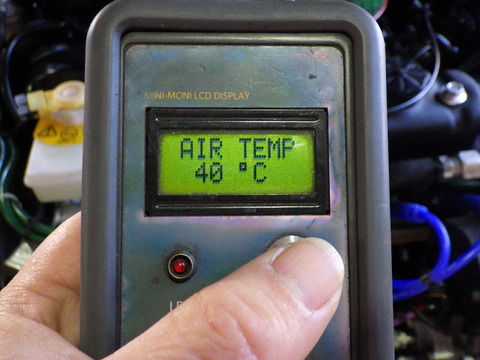 MINI-MONI LCD DISPLAY
AIR TEMP
40 °C